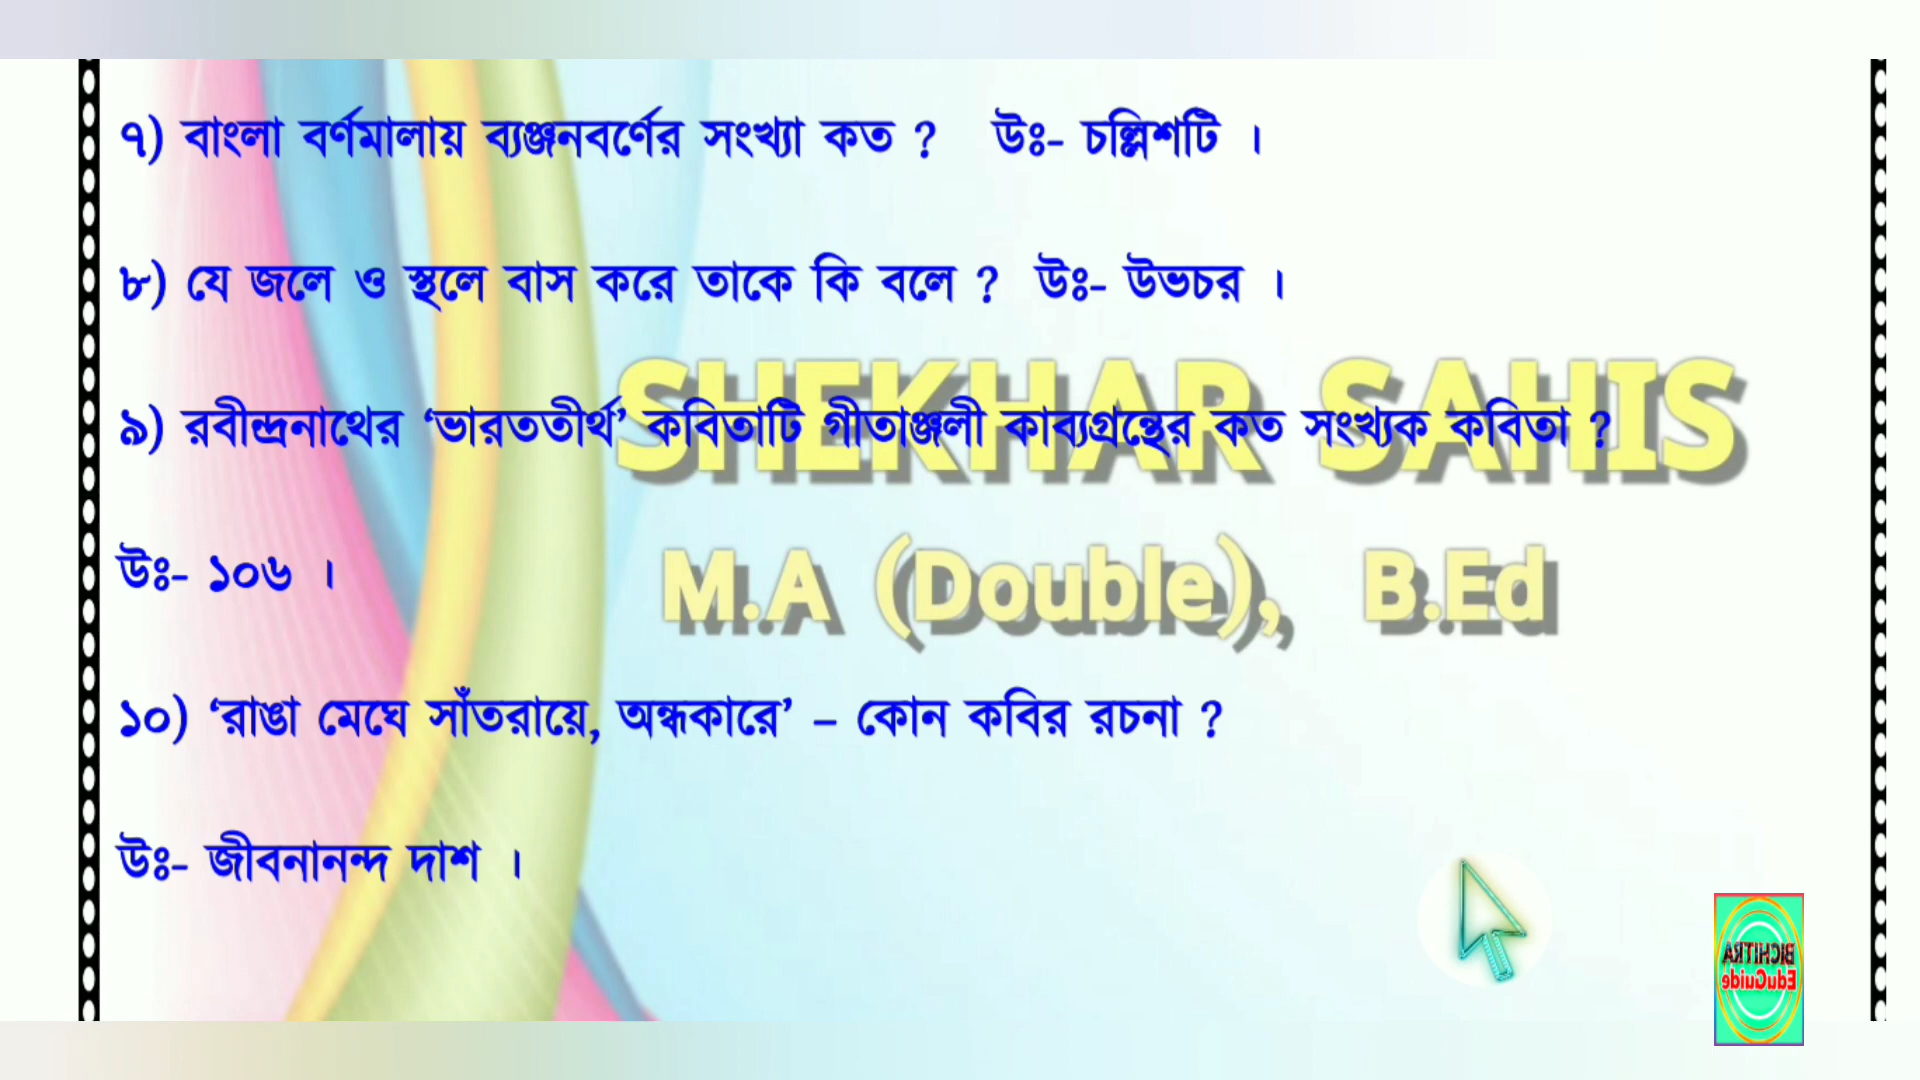 ৭) বাংলা বর্ণমালায় ব্যঞ্জনবর্ণের সংখ্যা কত ? উঃ- চল্লিশটি ।
৮) যে জলে ও স্থলে বাস করে তাকে কি বলে ? উঃ- উভচর ।
SHEKHAR SAHIS
৯) রবীন্দ্রনাথের ‘ভারততীর্থ’ কবিতাটি গীতাঞ্জলী কাব্যগ্রন্থের কত সংখ্যক কবিতা ?
উঃ- ১০৬ ।
M.A (Double), B.Ed
১০) ‘রাঙা মেঘে সাঁতরায়ে, অন্ধকারে’ – কোন কবির রচনা ?
উঃ- জীবনানন্দ দাশ ।
BICHITRA
EduGuide